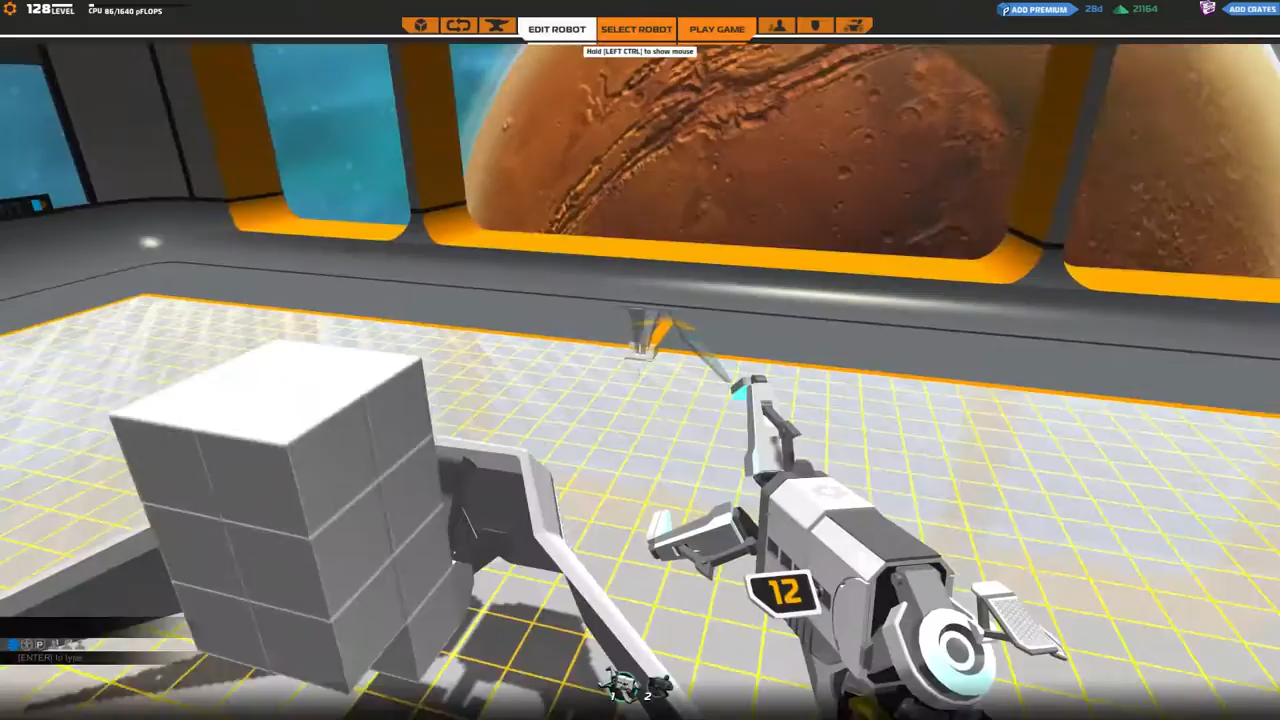 128 LEVEL
CPU 86/1640 pFLOPS
ADD PREMIUM 28d 21164 ADD CRATES
EDIT ROBOT SELECT ROBOT PLAY GAME
Hold [LEFT CTRL] to show mouse
12
P
[ENTER] to type
1 2